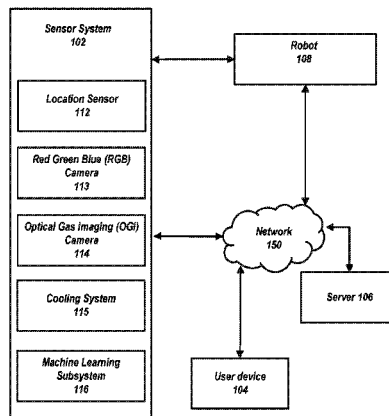 Sensor System
102
Location Sensor
112
Red Green Blue (RGB)
Camera
113
Optical Gas imaging (OGI)
Camera
114
Cooling System
115
Machine Learning
Subsystem
116
Robot
108
Network
150
Server 106
User device
104